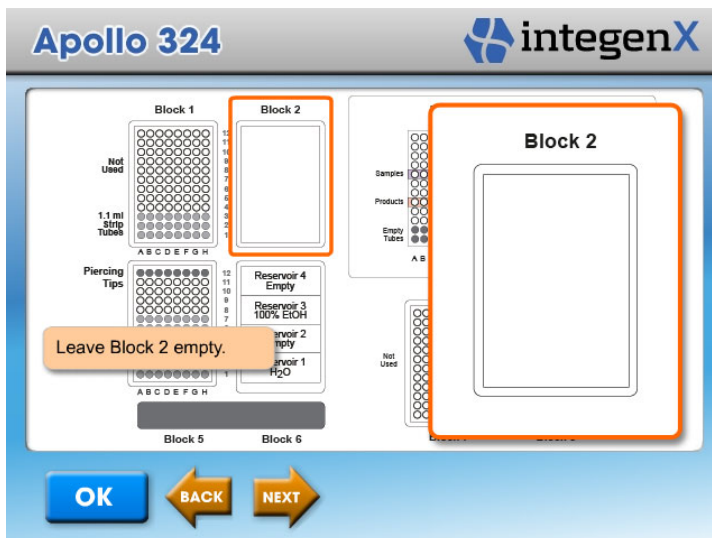 Apollo 324
integenX
Block 1
Block 2
Not
Used
1.1 ml
Strip
Tubes
12
11
10
9
8
7
6
5
4
3
2
1
A B C D E F G H
Samples
Products
Empty
Tubes
A B
Block 2
Piercing
Tips
12
11
10
9
8
7
1
A B C D E F G H
Reservoir 4
Empty
Reservoir 3
100% EtOH
Leave Block 2 empty.
H2O
Not
Used
Block 5
Block 6
OK
BACK
NEXT